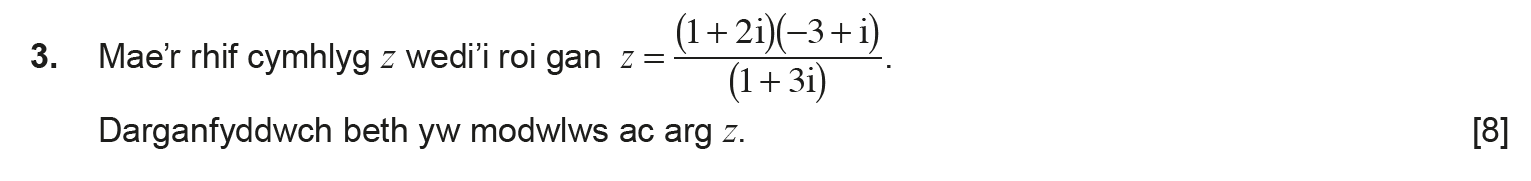 3. Mae'r rhif cymhlyg z wedi'i roi gan z = (1 + 2i)(−3 + i) / (1 + 3i).
Darganfyddwch beth yw modwlws ac arg z. [8]